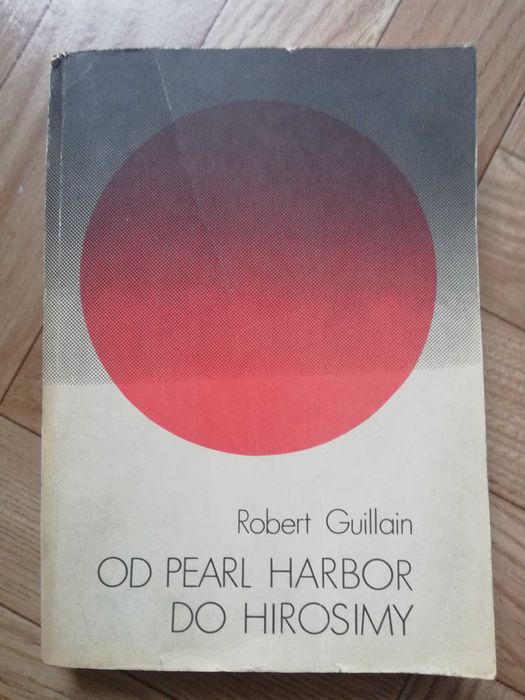 Robert Guillain
OD PEARL HARBOR
DO HIROSIMY